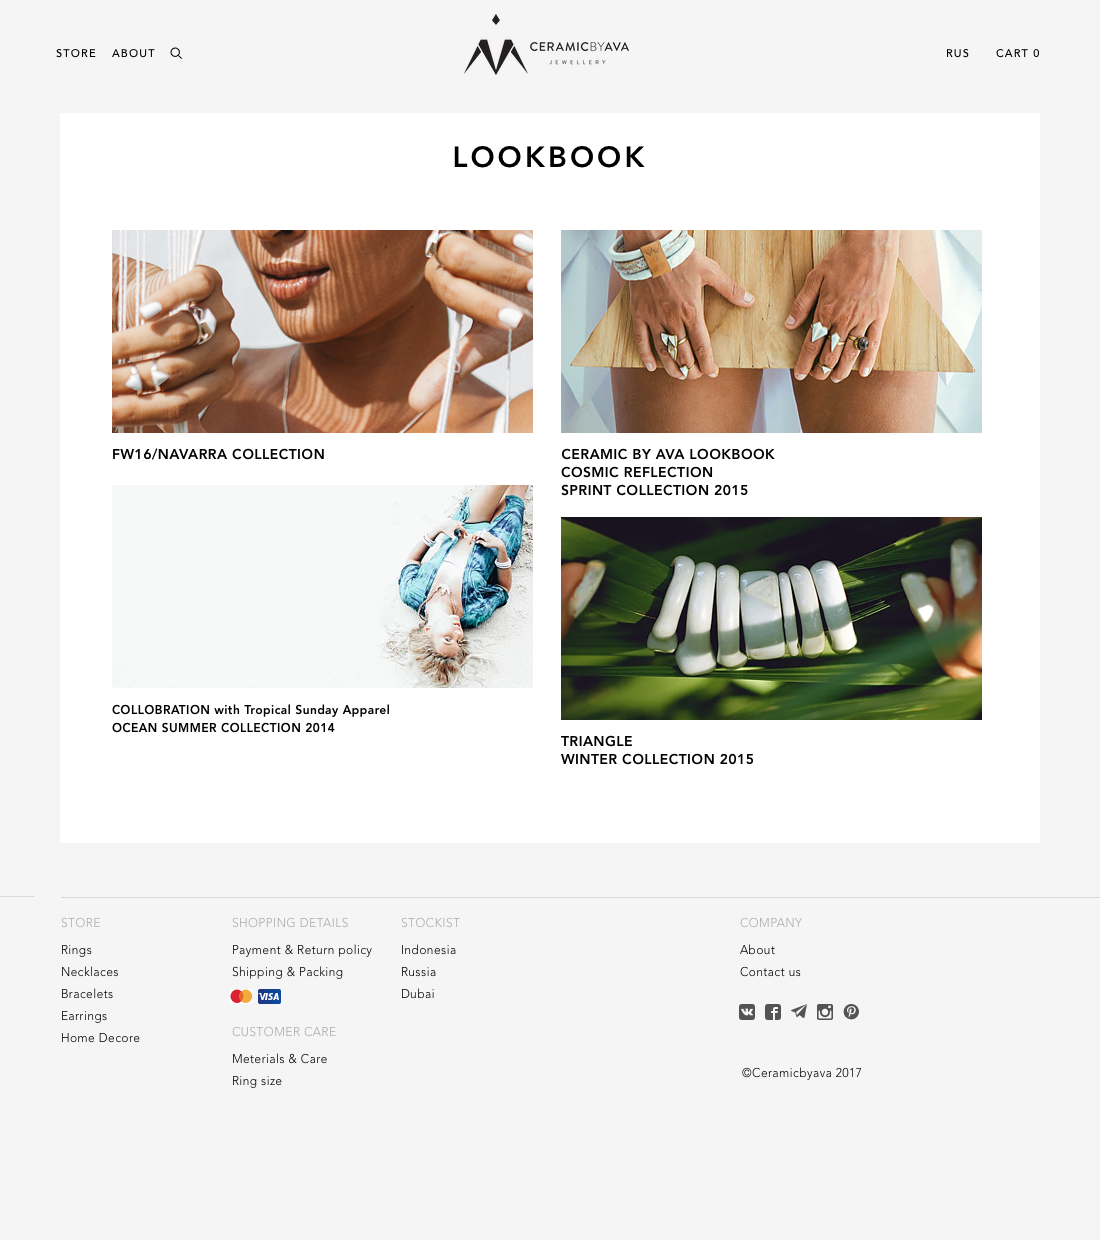 STORE ABOUT
CERAMICBYAVA
JEWELLERY
RUS CART 0
LOOKBOOK
FW16/NAVARRA COLLECTION
CERAMIC BY AVA LOOKBOOK
COSMIC REFLECTION
SPRINT COLLECTION 2015
COLLOBRATION with Tropical Sunday Apparel
OCEAN SUMMER COLLECTION 2014
TRIANGLE
WINTER COLLECTION 2015
STORE
Rings
Necklaces
Bracelets
Earrings
Home Decore
SHOPPING DETAILS
Payment & Return policy
Shipping & Packing
VISA
CUSTOMER CARE
Meterials & Care
Ring size
STOCKIST
Indonesia
Russia
Dubai
COMPANY
About
Contact us
©Ceramicbyava 2017